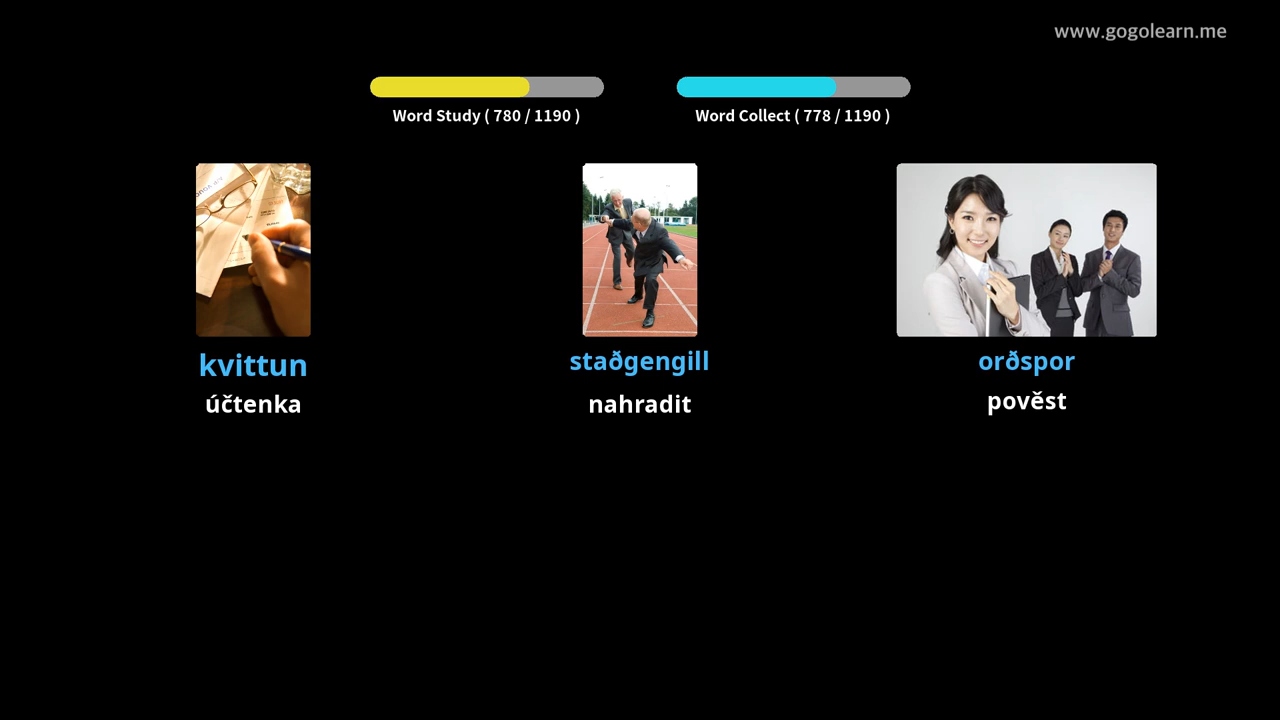 www.gogolearn.me
Word Study ( 780 / 1190 )
Word Collect ( 778 / 1190 )
kvittun
účtenka
staðgengill
nahradit
orðspor
pověst